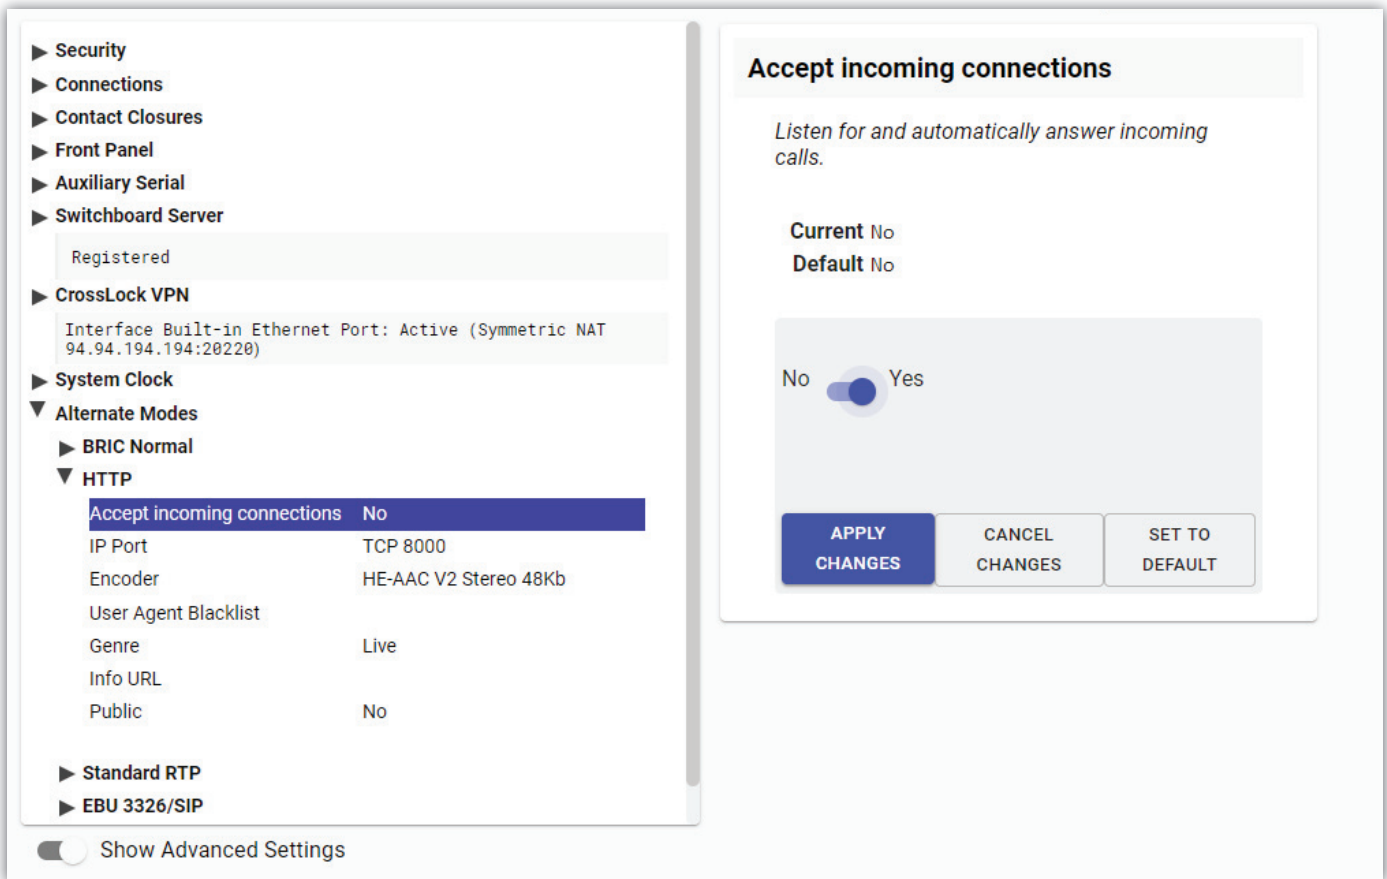 Security
Connections
Contact Closures
Front Panel
Auxiliary Serial
Switchboard Server
Registered
CrossLock VPN
Interface Built-in Ethernet Port: Active (Symmetric NAT
94.94.194.194:20220)
System Clock
Alternate Modes
BRIC Normal
HTTP
Accept incoming connections No
IP Port TCP 8000
Encoder HE-AAC V2 Stereo 48Kb
User Agent Blacklist
Genre Live
Info URL
Public No
Standard RTP
EBU 3326/SIP
Show Advanced Settings
Accept incoming connections
Listen for and automatically answer incoming
calls.
Current No
Default No
No Yes
APPLY
CHANGES
CANCEL
CHANGES
SET TO
DEFAULT